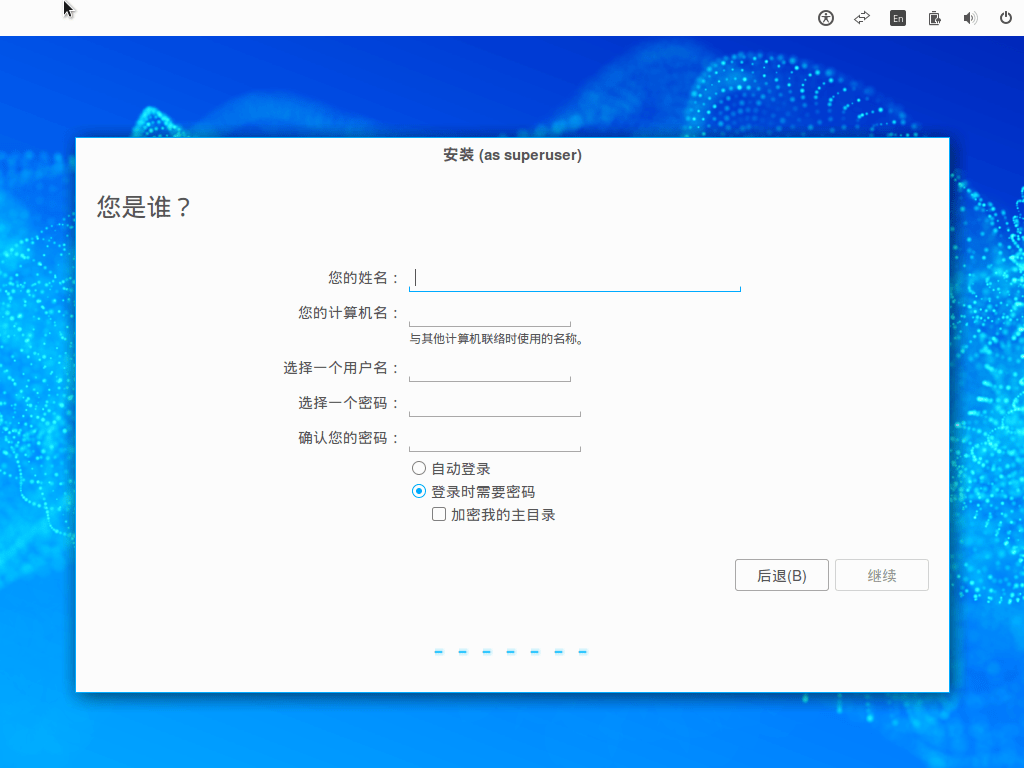 En
安装 (as superuser)
您是谁？
您的姓名：
您的计算机名：
与其他计算机联络时使用的名称。
选择一个用户名：
选择一个密码：
确认您的密码：
自动登录
登录时需要密码
加密我的主目录
后退(B)
继续